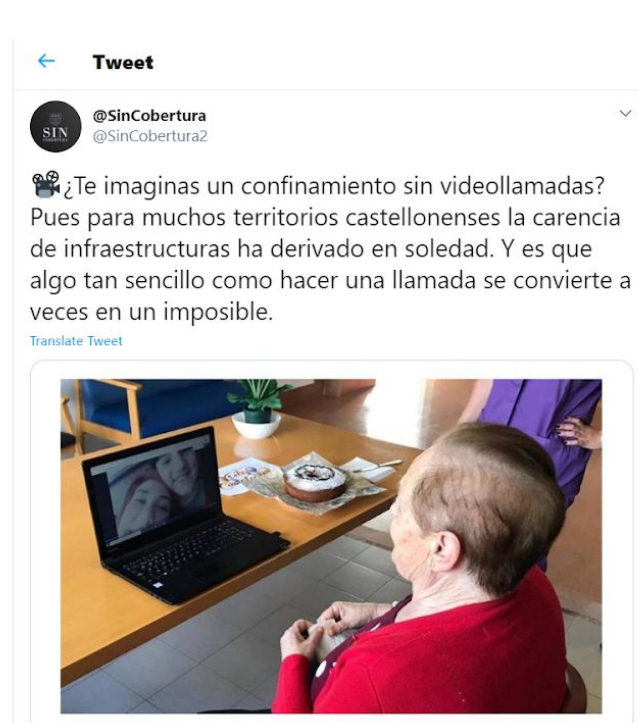 Tweet
SIN
@SinCobertura
@SinCobertura2
¿Te imaginas un confinamiento sin videollamadas?
Pues para muchos territorios castellonenses la carencia
de infraestructuras ha derivado en soledad. Y es que
algo tan sencillo como hacer una llamada se convierte a
veces en un imposible.
Translate Tweet